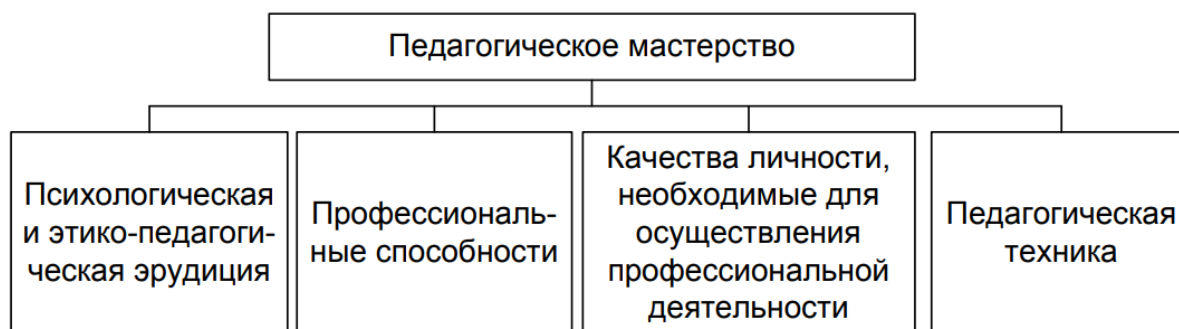 Педагогическое мастерство
Психологическая
и этико-педагоги-
ческая эрудиция
Профессиональ-
ные способности
Качества личности,
необходимые для
осуществления
профессиональной
деятельности
Педагогическая
техника